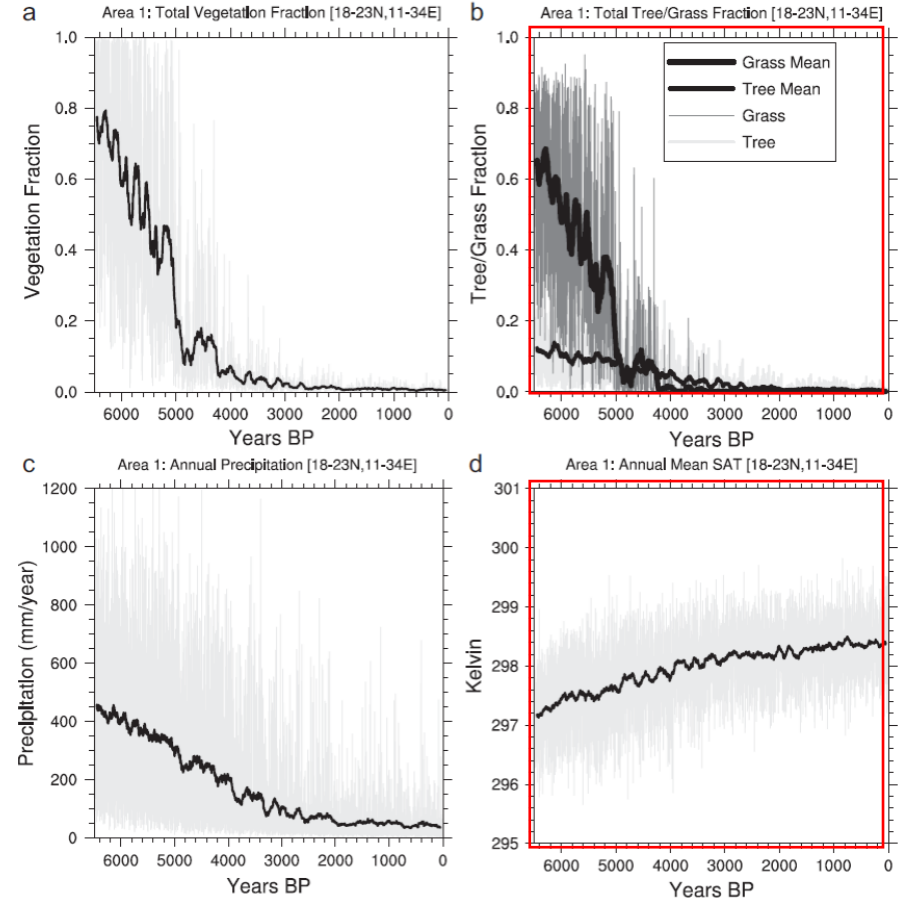 a Area 1: Total Vegetation Fraction [18-23N,11-34E]
Vegetation Fraction
1.0
0.8
0.6
0.4
0.2
0.0
6000 5000 4000 3000 2000 1000 0
Years BP
b Area 1: Total Tree/Grass Fraction [18-23N,11-34E]
Tree/Grass Fraction
1.0
0.8
0.6
0.4
0.2
0.0
Grass Mean
Tree Mean
Grass
Tree
6000 5000 4000 3000 2000 1000 0
Years BP
c Area 1: Annual Precipitation [18-23N,11-34E]
Precipitation (mm/year)
1200
1000
800
600
400
200
0
6000 5000 4000 3000 2000 1000 0
Years BP
d Area 1: Annual Mean SAT [18-23N,11-34E]
Kelvin
301
300
299
298
297
296
295
6000 5000 4000 3000 2000 1000 0
Years BP